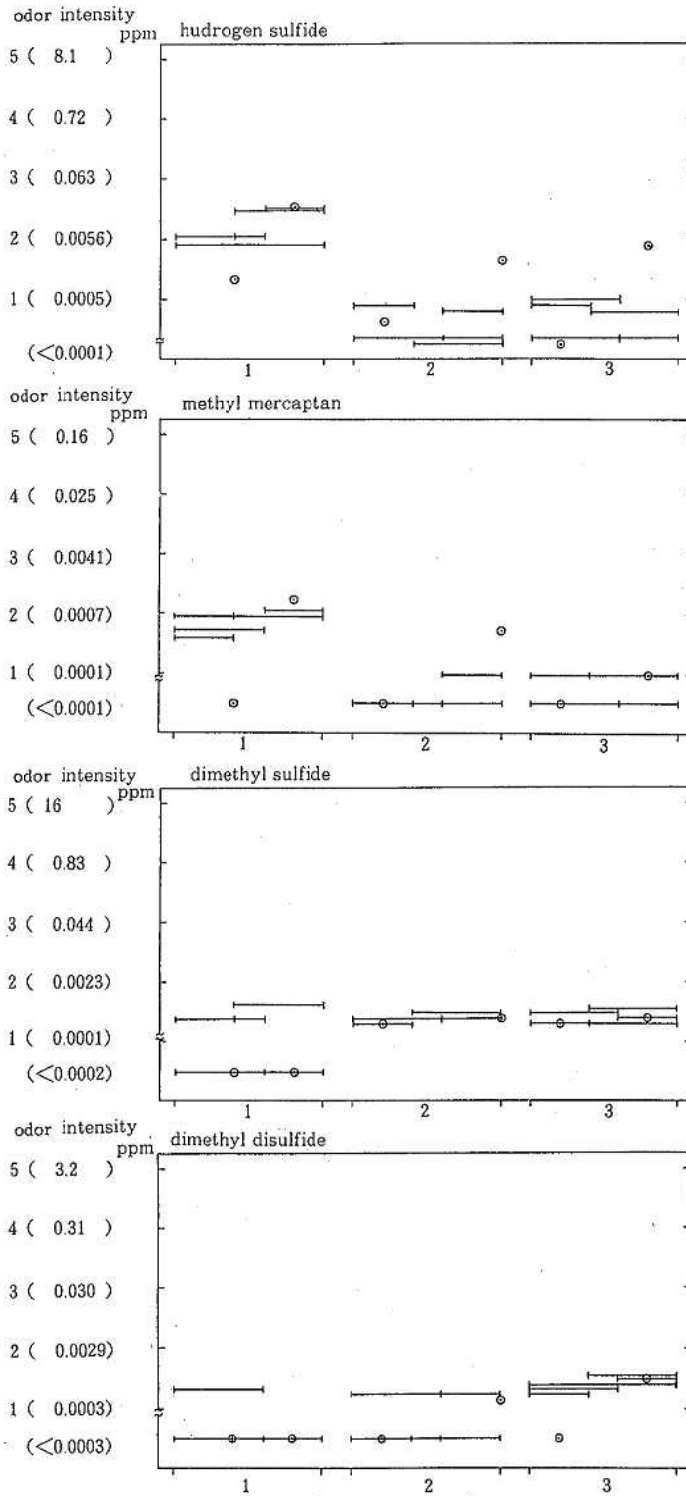 odor intensity
ppm hudrogen sulfide
5 ( 8.1 )
4 ( 0.72 )
3 ( 0.063)
2 ( 0.0056)
1 ( 0.0005)
(<0.0001)
1 2 3
odor intensity
ppm methyl mercaptan
5 ( 0.16 )
4 ( 0.025 )
3 ( 0.0041)
2 ( 0.0007)
1 ( 0.0001)
(<0.0001)
1 2 3
odor intensity
ppm dimethyl sulfide
5 ( 16 )
4 ( 0.83 )
3 ( 0.044 )
2 ( 0.0023)
1 ( 0.0001)
(<0.0002)
1 2 3
odor intensity
ppm dimethyl disulfide
5 ( 3.2 )
4 ( 0.31 )
3 ( 0.030 )
2 ( 0.0029)
1 ( 0.0003)
(<0.0003)
1 2 3